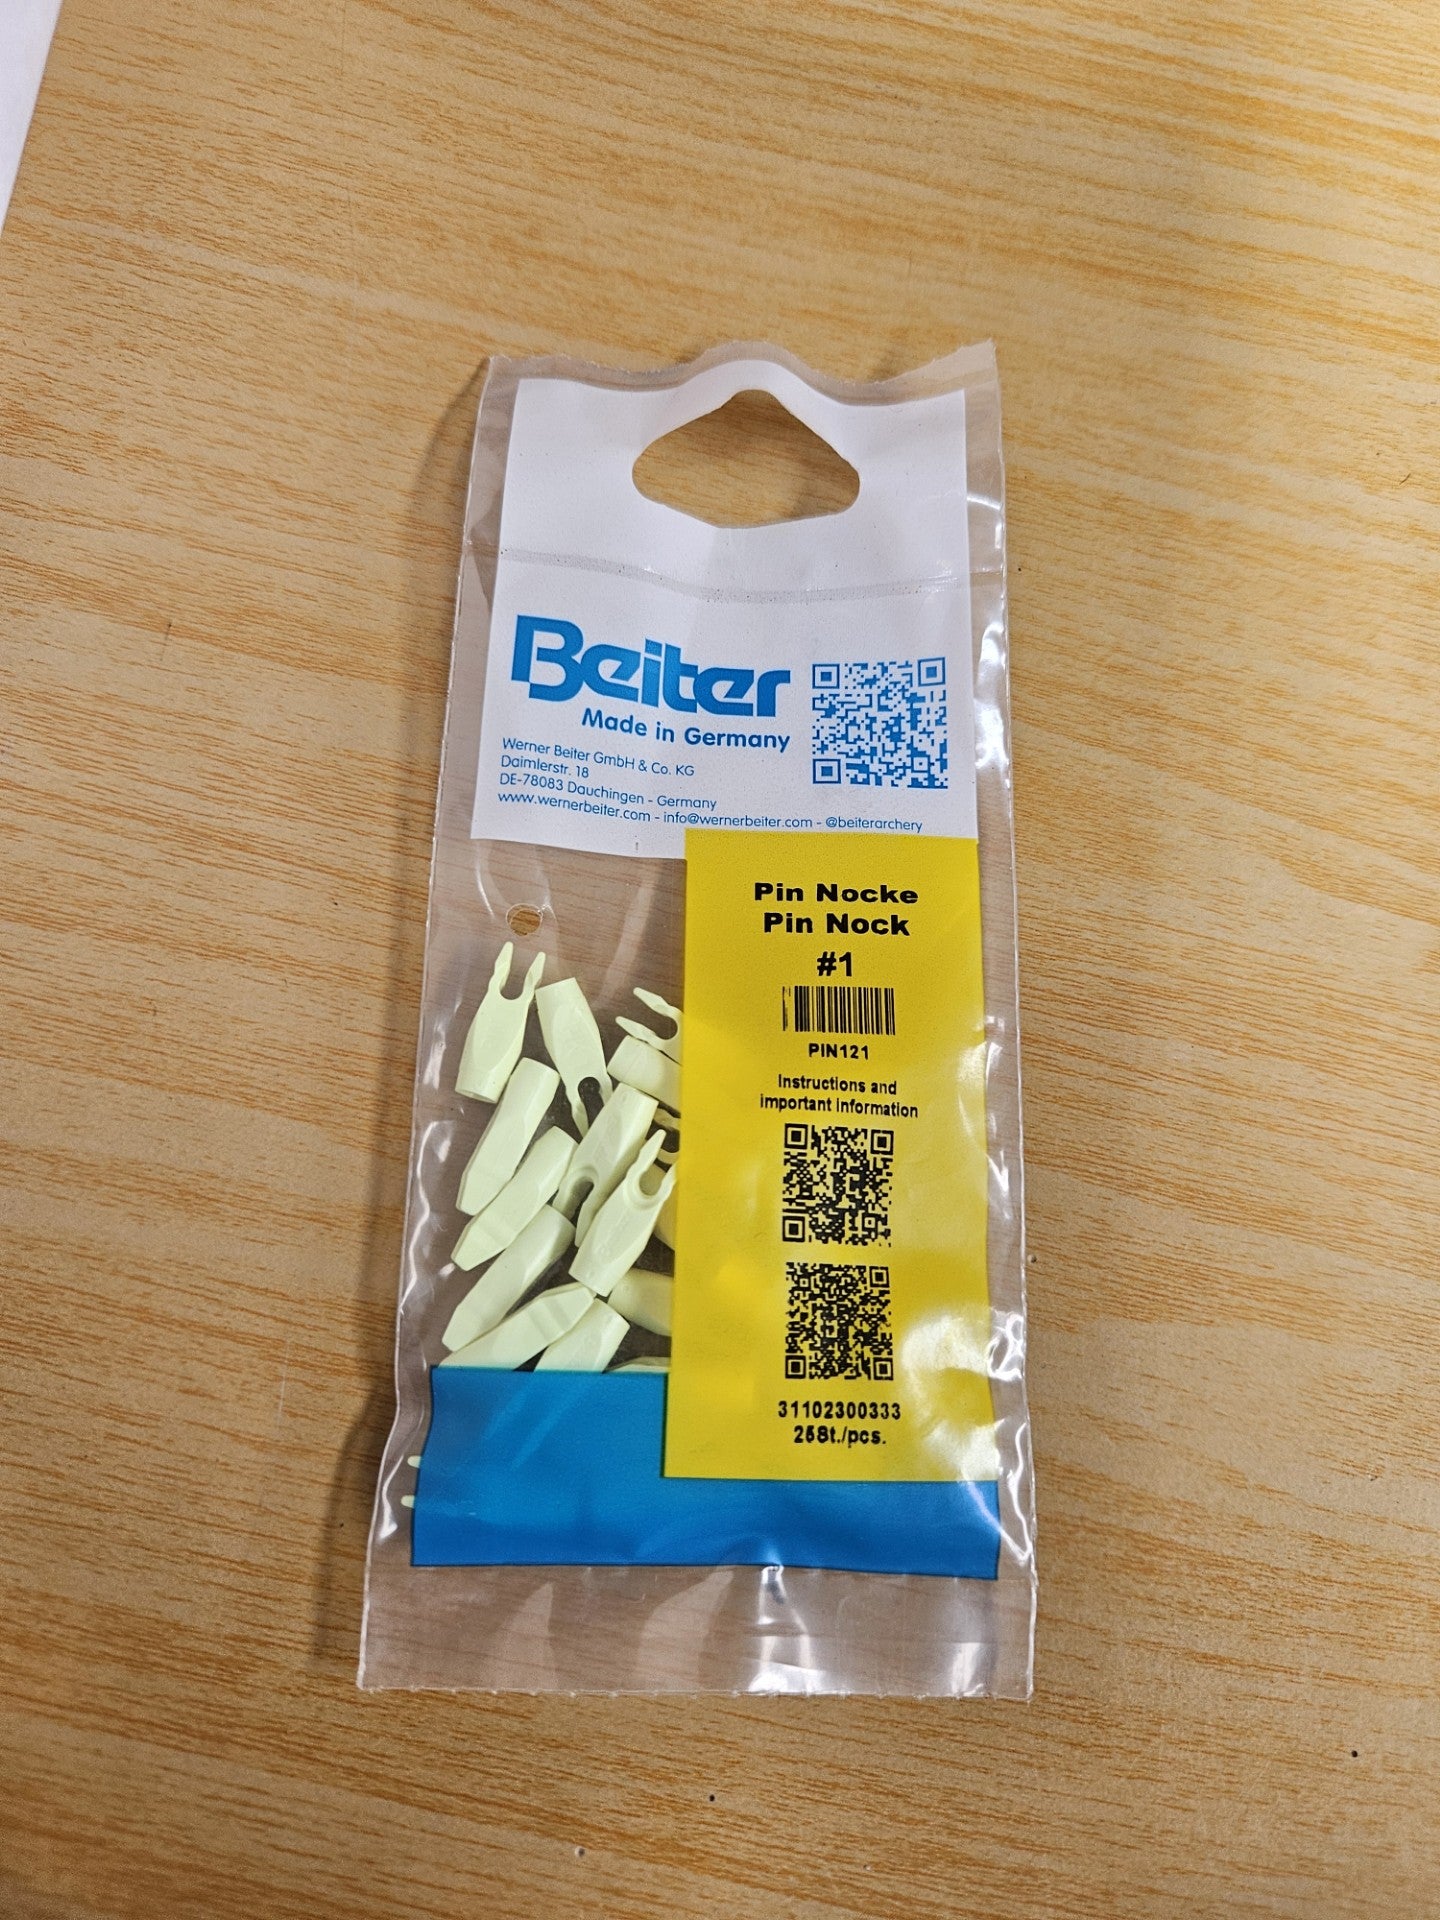 Beiter
Made in Germany
Werner Beiter GmbH & Co. KG
Daimlerstr. 18
DE-78083 Dauchingen - Germany
www.wernerbeiter.com - info@wernerbeiter.com - @beiterarchery
Pin Nocke
Pin Nock
#1
PIN121
Instructions and
important information
31102300333
25St./pcs.